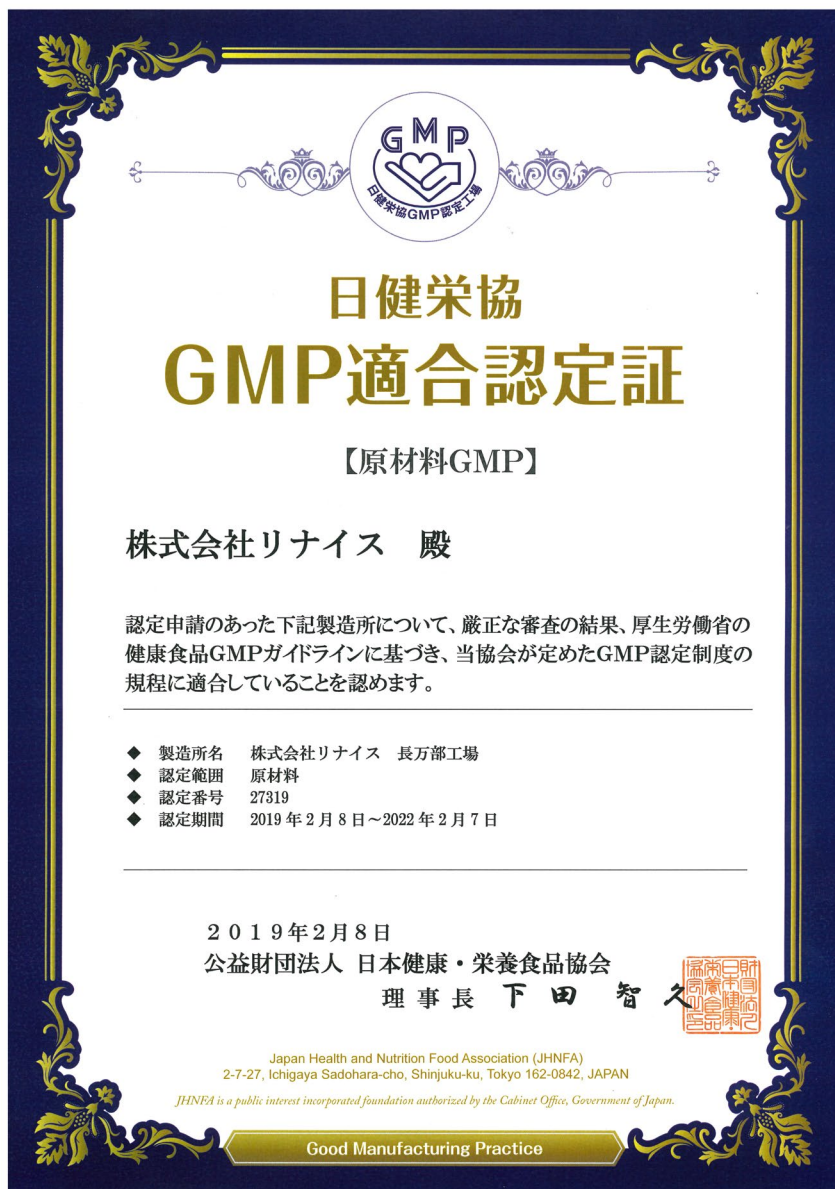 GMP
日健栄協GMP認定工場
日健栄協
GMP適合認定証
【原材料GMP】
株式会社リナイス 殿
認定申請のあった下記製造所について、厳正な審査の結果、厚生労働省の
健康食品GMPガイドラインに基づき、当協会が定めたGMP認定制度の
規程に適合していることを認めます。
◆ 製造所名 株式会社リナイス 長万部工場
◆ 認定範囲 原材料
◆ 認定番号 27319
◆ 認定期間 2019年2月8日~2022年2月7日
2019年2月8日
公益財団法人 日本健康・栄養食品協会
理事長 下田 智久
Japan Health and Nutrition Food Association (JHNFA)
2-7-27, Ichigaya Sadohara-cho, Shinjuku-ku, Tokyo 162-0842, JAPAN
JHNFA is a public interest incorporated foundation authorized by the Cabinet Office, Government of Japan.
Good Manufacturing Practice